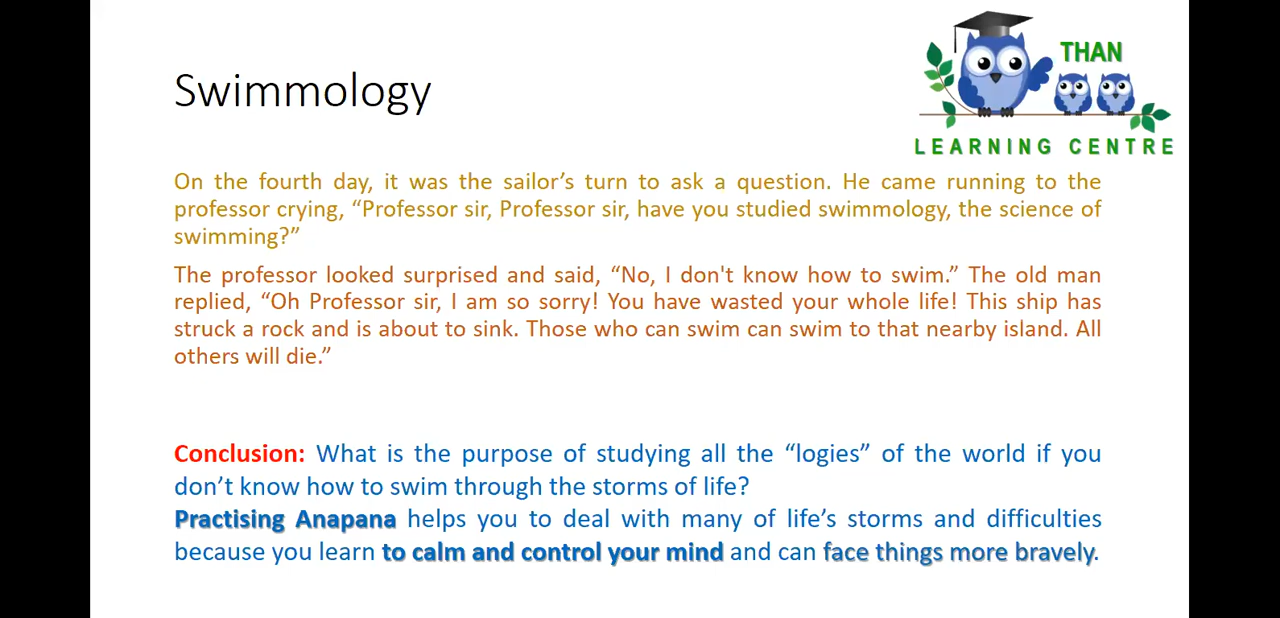 THAN
LEARNING CENTRE
Swimmology
On the fourth day, it was the sailor’s turn to ask a question. He came running to the
professor crying, “Professor sir, Professor sir, have you studied swimmology, the science of
swimming?”
The professor looked surprised and said, “No, I don't know how to swim.” The old man
replied, “Oh Professor sir, I am so sorry! You have wasted your whole life! This ship has
struck a rock and is about to sink. Those who can swim can swim to that nearby island. All
others will die.”
Conclusion: What is the purpose of studying all the “logies” of the world if you
don’t know how to swim through the storms of life?
Practising Anapana helps you to deal with many of life’s storms and difficulties
because you learn to calm and control your mind and can face things more bravely.